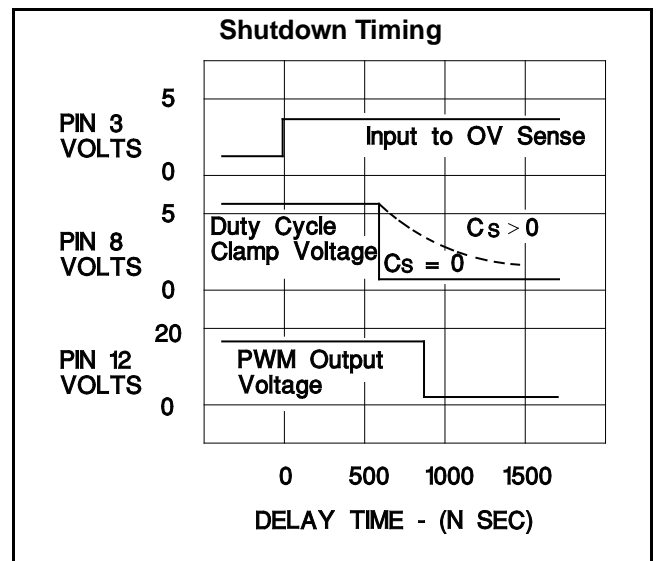 Shutdown Timing
5
PIN 3
VOLTS
0
Input to OV Sense
5
PIN 8
VOLTS
0
Duty Cycle
Clamp Voltage
Cs > 0
Cs = 0
20
PIN 12
VOLTS
0
PWM Output
Voltage
0 500 1000 1500
DELAY TIME - (N SEC)